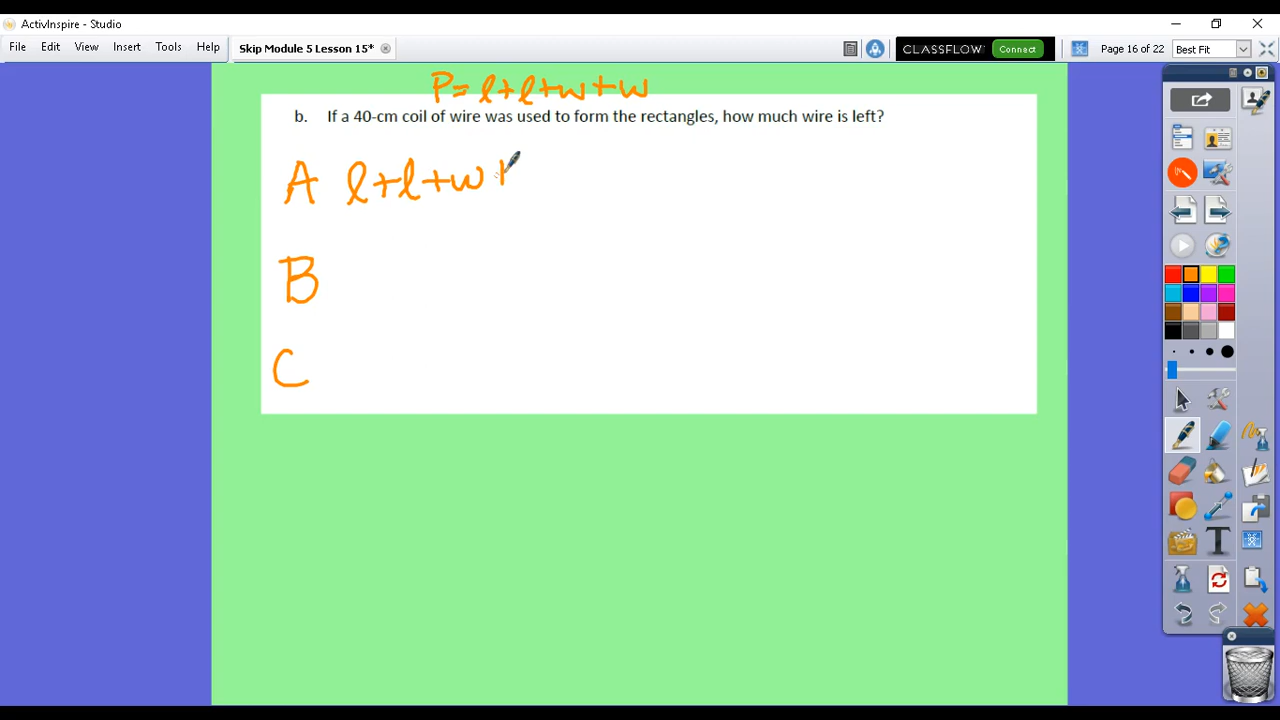 ActivInspire - Studio
File Edit View Insert Tools Help Skip Module 5 Lesson 15* CLASSFLOW Connect Page 16 of 22 Best Fit
P= l+l+w+w
b. If a 40-cm coil of wire was used to form the rectangles, how much wire is left?
A l+l+w
B
C